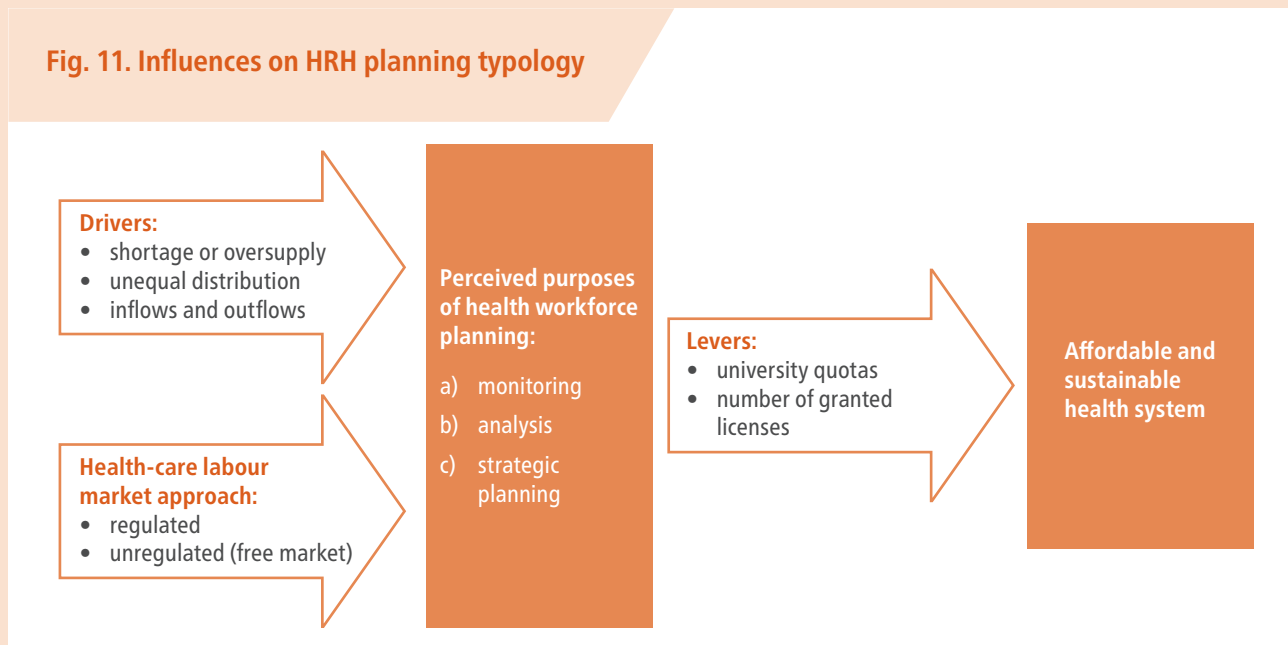 Fig. 11. Influences on HRH planning typology
Drivers:
• shortage or oversupply
• unequal distribution
• inflows and outflows
Health-care labour
market approach:
• regulated
• unregulated (free market)
Perceived purposes
of health workforce
planning:
a) monitoring
b) analysis
c) strategic
planning
Levers:
• university quotas
• number of granted
licenses
Affordable and
sustainable
health system